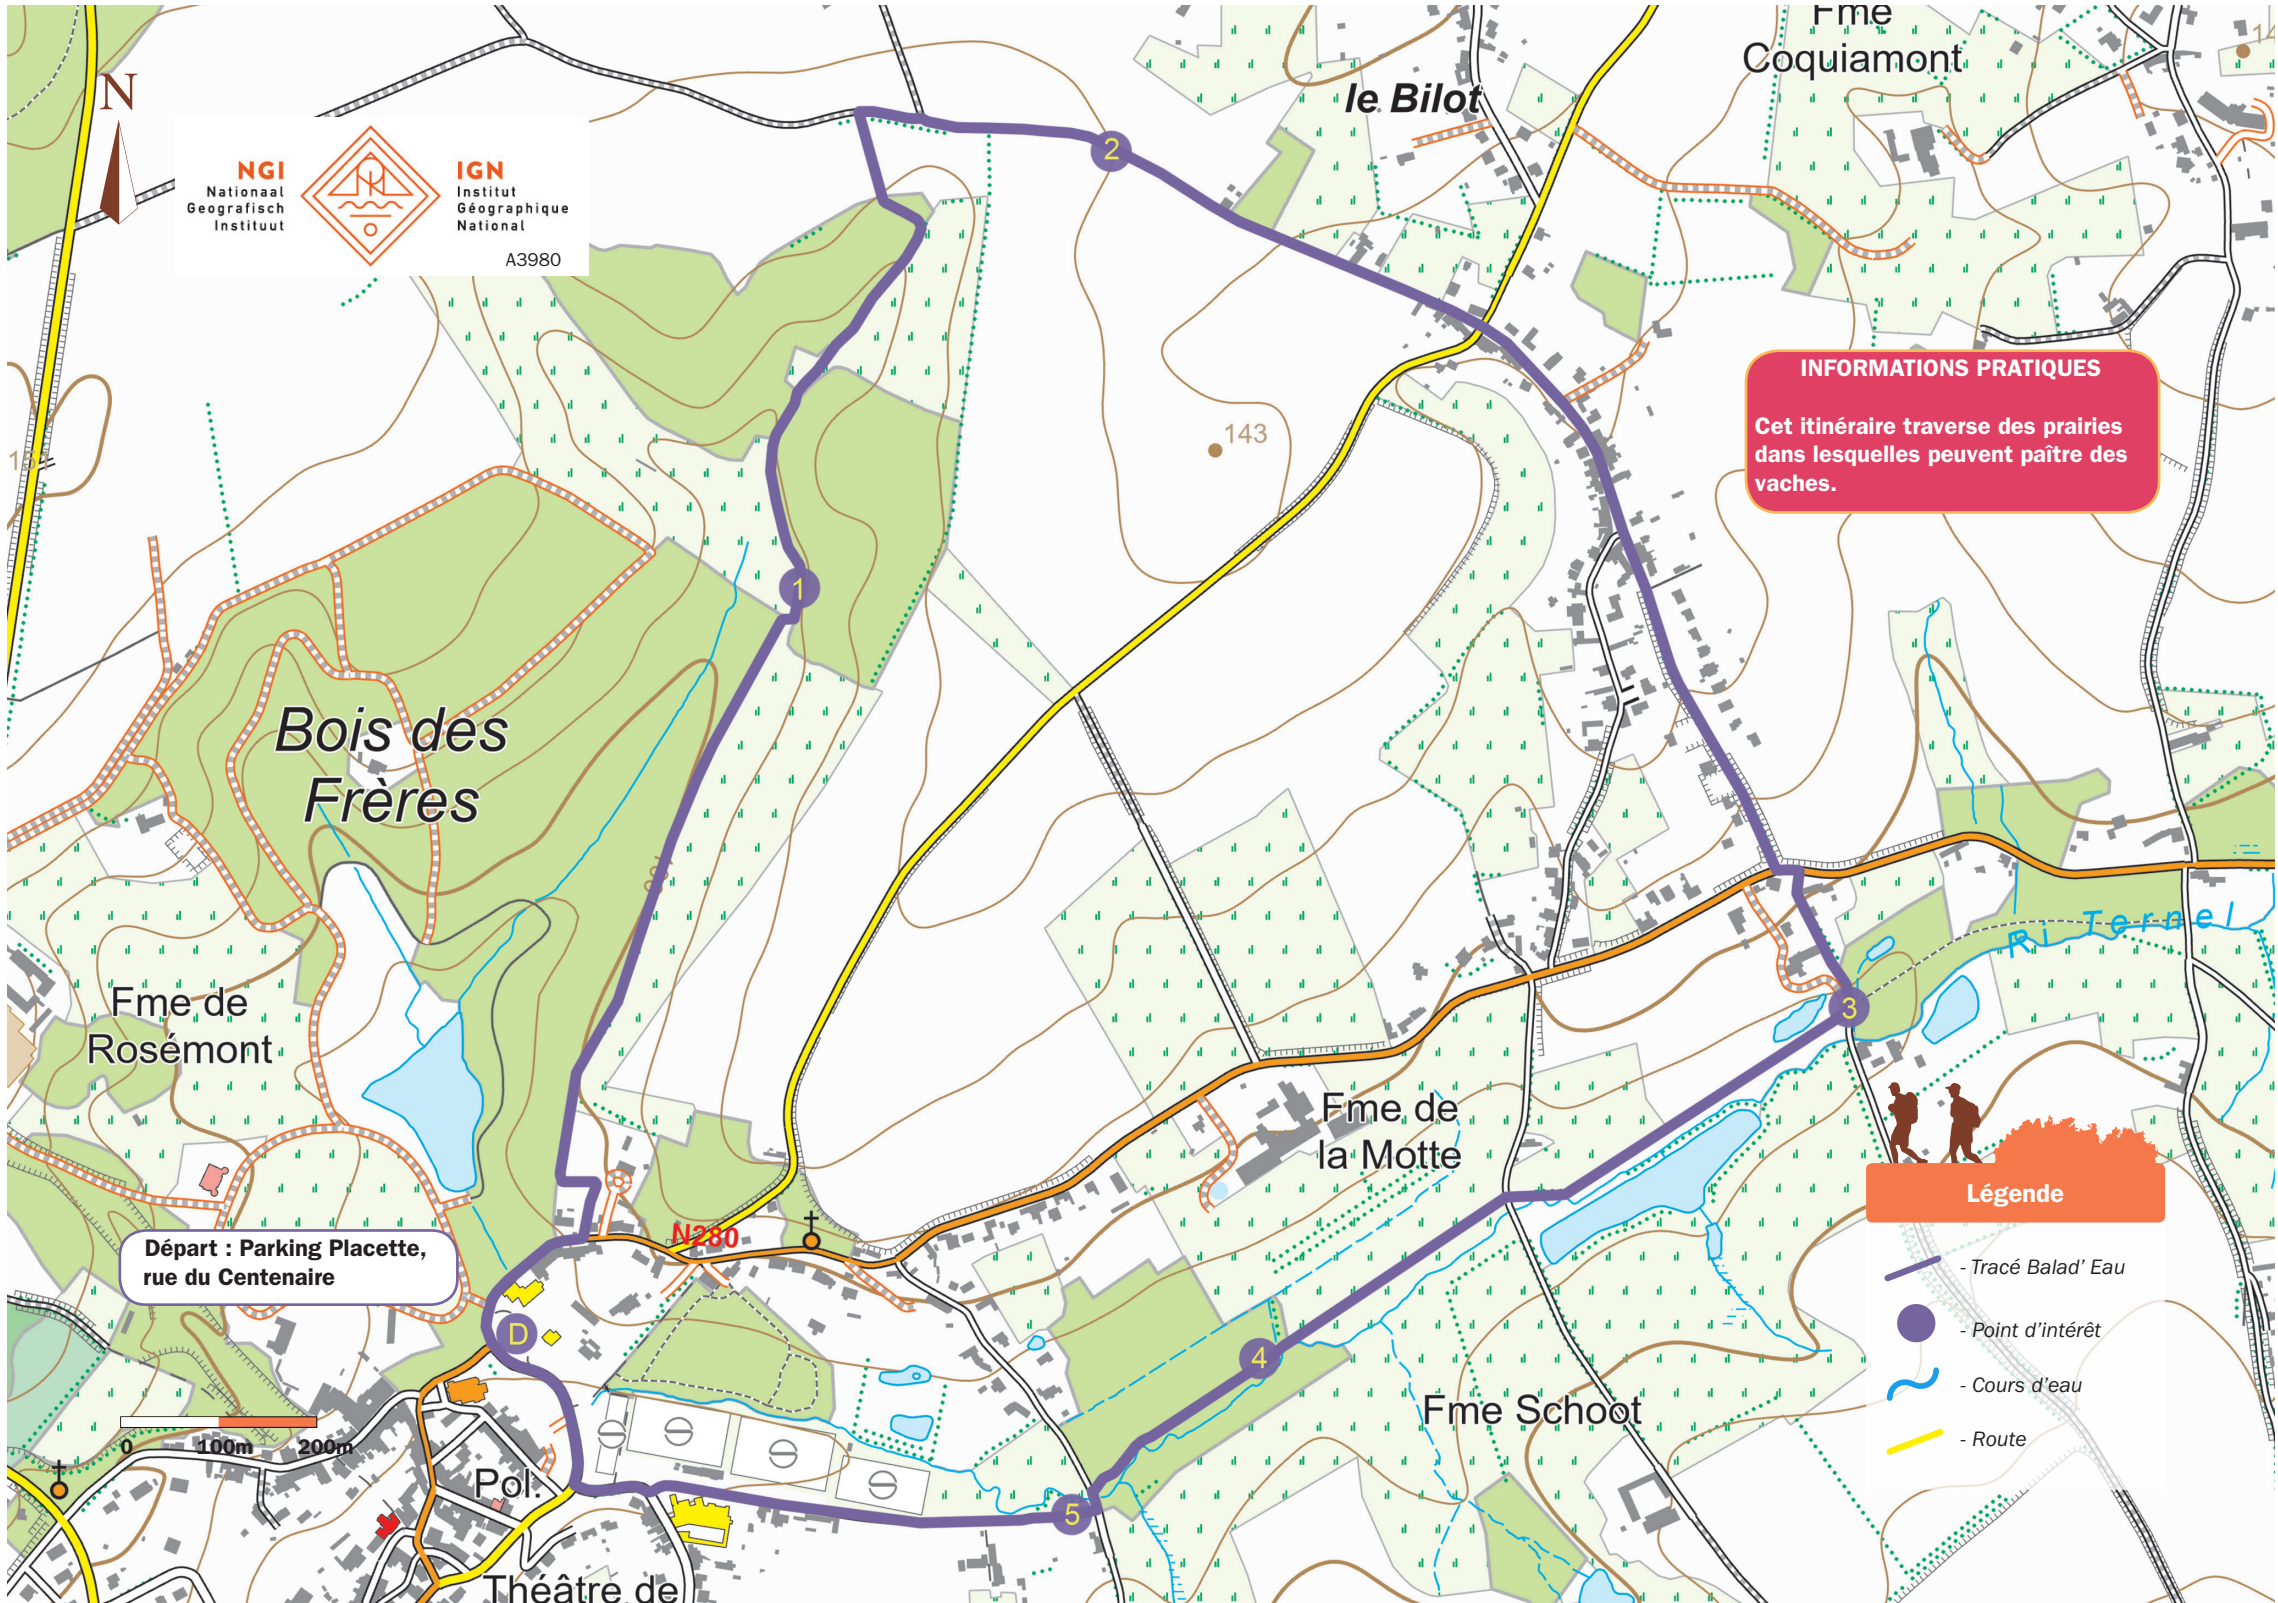 Fme
Coquiamont
le Bilot
N
NGI
Nationaal
Geografisch
Instituut
IGN
Institut
Géographique
National
A3980
2
143
INFORMATIONS PRATIQUES
Cet itinéraire traverse des prairies
dans lesquelles peuvent paître des
vaches.
1
Bois des
Frères
Ri Ternel
Fme de
Rosémont
3
Fme de
la Motte
Légende
- Tracé Balad' Eau
- Point d'intérêt
- Cours d'eau
- Route
N280
Départ : Parking Placette,
rue du Centenaire
D
4
Fme Schoot
0 100m 200m
Pol.
5
Théâtre de